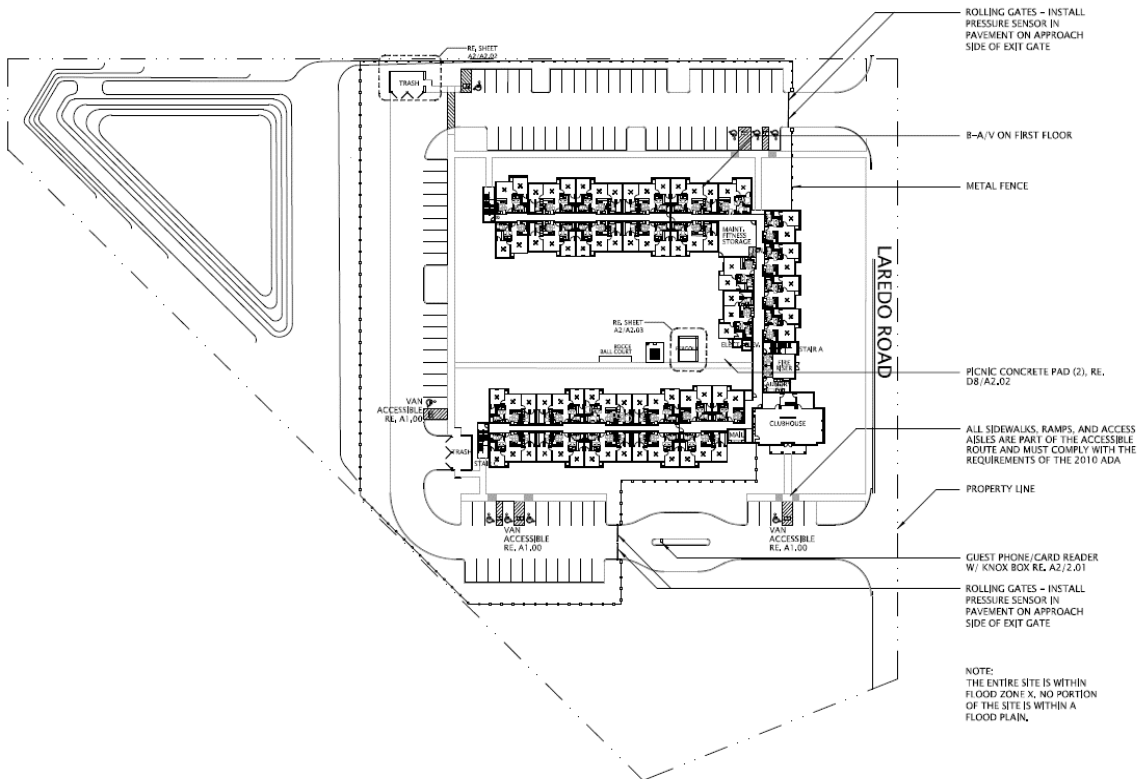 ROLLING GATES - INSTALL
PRESSURE SENSOR IN
PAVEMENT ON APPROACH
SIDE OF EXIT GATE
RE. SHEET
A2/A2.02
TRASH
B-A/V ON FIRST FLOOR
METAL FENCE
MAINT.
FITNESS
STORAGE
LAREDO ROAD
RE. SHEET
A2/A2.03
BOCCE
BALL COURT
STAIR A
FIRE
RISER
PICNIC CONCRETE PAD (2), RE.
D8/A2.02
VAN
ACCESSIBLE
RE. A1.00
CLUBHOUSE
MAIL
TRASH
ALL SIDEWALKS, RAMPS, AND ACCESS
AISLES ARE PART OF THE ACCESSIBLE
ROUTE AND MUST COMPLY WITH THE
REQUIREMENTS OF THE 2010 ADA
PROPERTY LINE
VAN
ACCESSIBLE
RE. A1.00
VAN
ACCESSIBLE
RE. A1.00
GUEST PHONE/CARD READER
W/ KNOX BOX RE. A2/2.01
ROLLING GATES - INSTALL
PRESSURE SENSOR IN
PAVEMENT ON APPROACH
SIDE OF EXIT GATE
NOTE:
THE ENTIRE SITE IS WITHIN
FLOOD ZONE X. NO PORTION
OF THE SITE IS WITHIN A
FLOOD PLAIN.